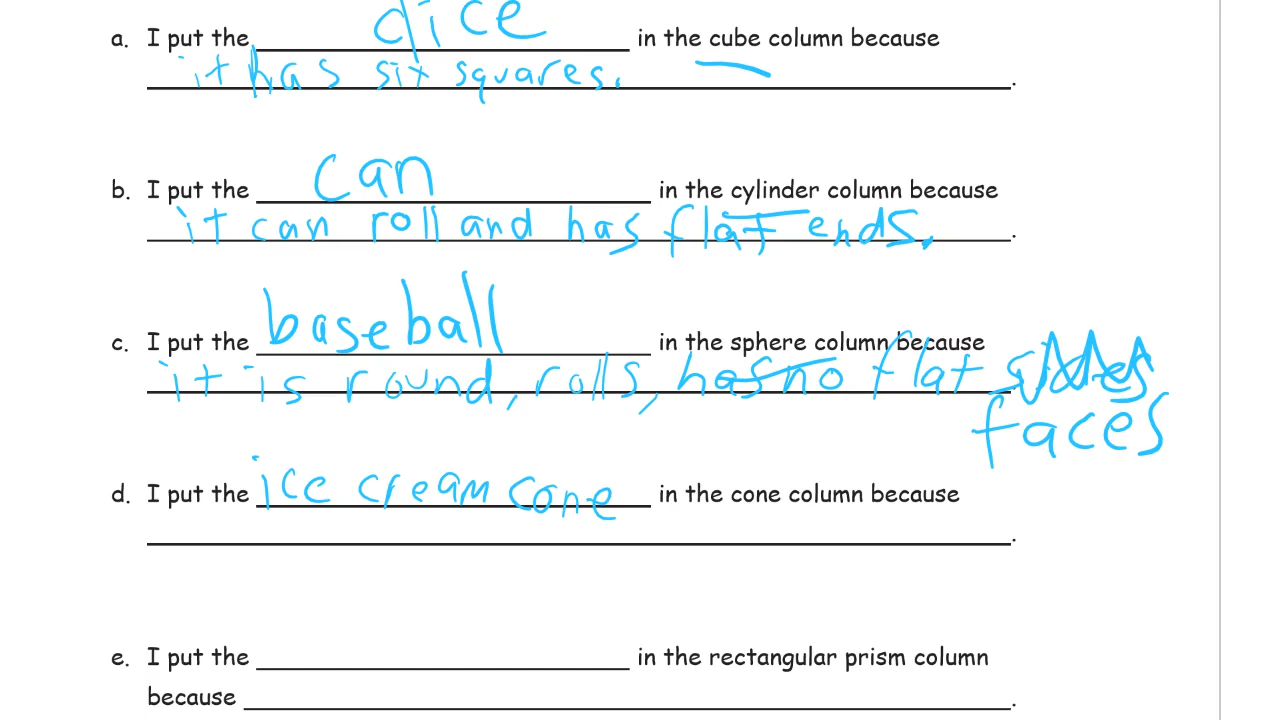 a. I put the dice in the cube column because
it has six squares. .
b. I put the can in the cylinder column because
it can roll and has flat ends. .
c. I put the baseball in the sphere column because
it is round, rolls, has no flat
faces
d. I put the ice cream cone in the cone column because
.
e. I put the in the rectangular prism column
because .